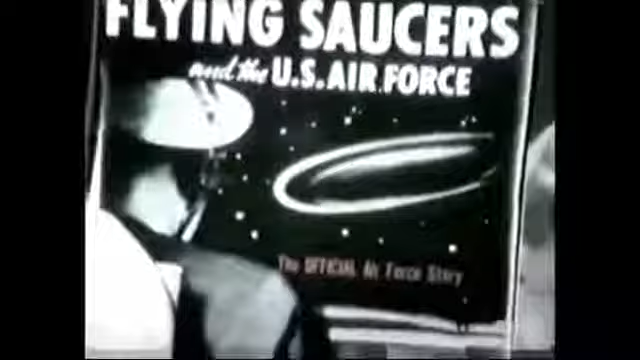 FLYING SAUCERS
and the U.S. AIR FORCE
The OFFICIAL Air Force Story